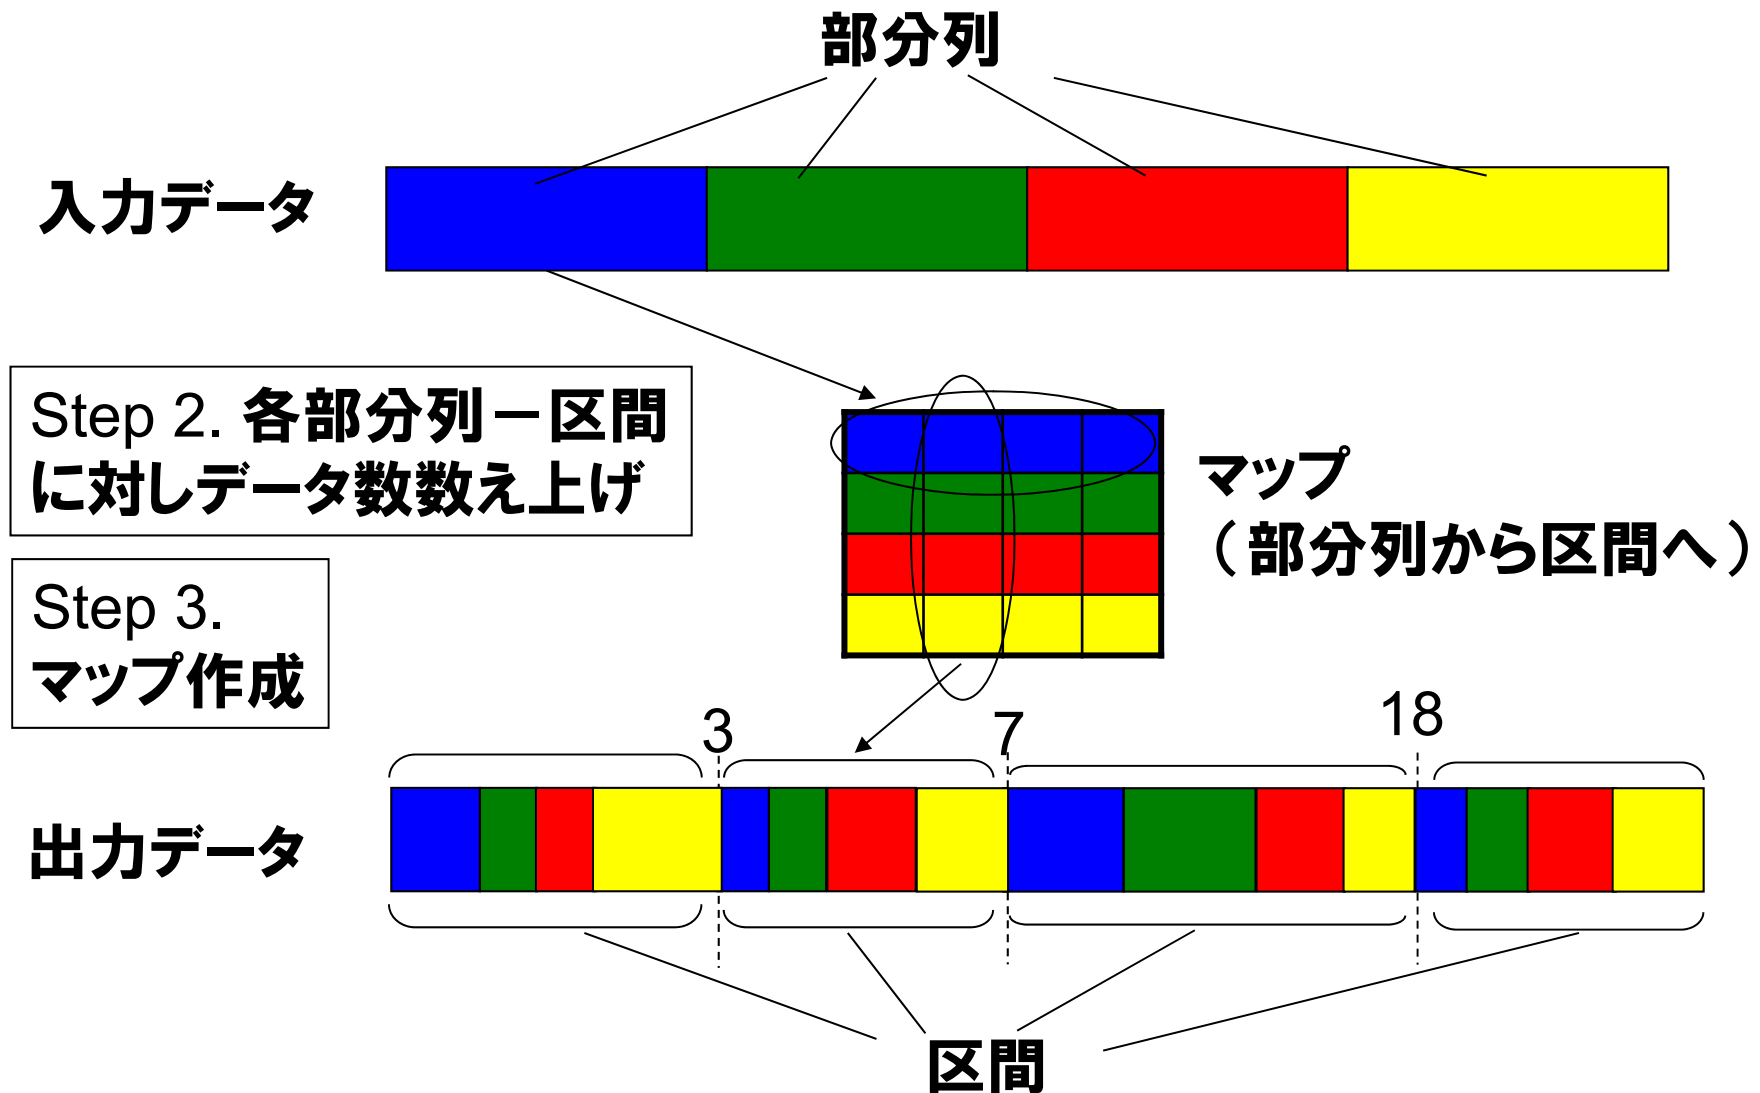 部分列
入力データ
Step 2. 各部分列－区間
に対しデータ数数え上げ
マップ
（部分列から区間へ）
Step 3.
マップ作成
3
7
18
出力データ
区間